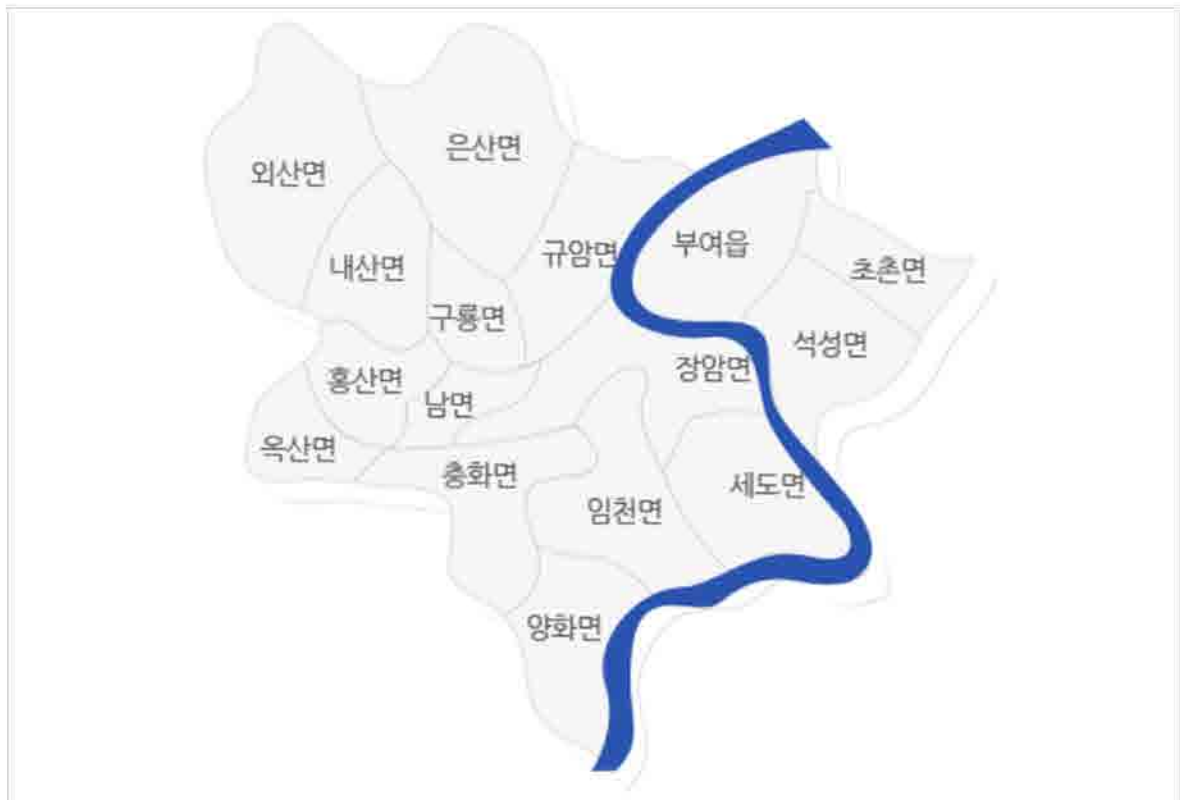 은산면
외산면
부여읍
규암면
내산면
초촌면
구룡면
석성면
장암면
홍산면
남면
옥산면
충화면
세도면
임천면
양화면